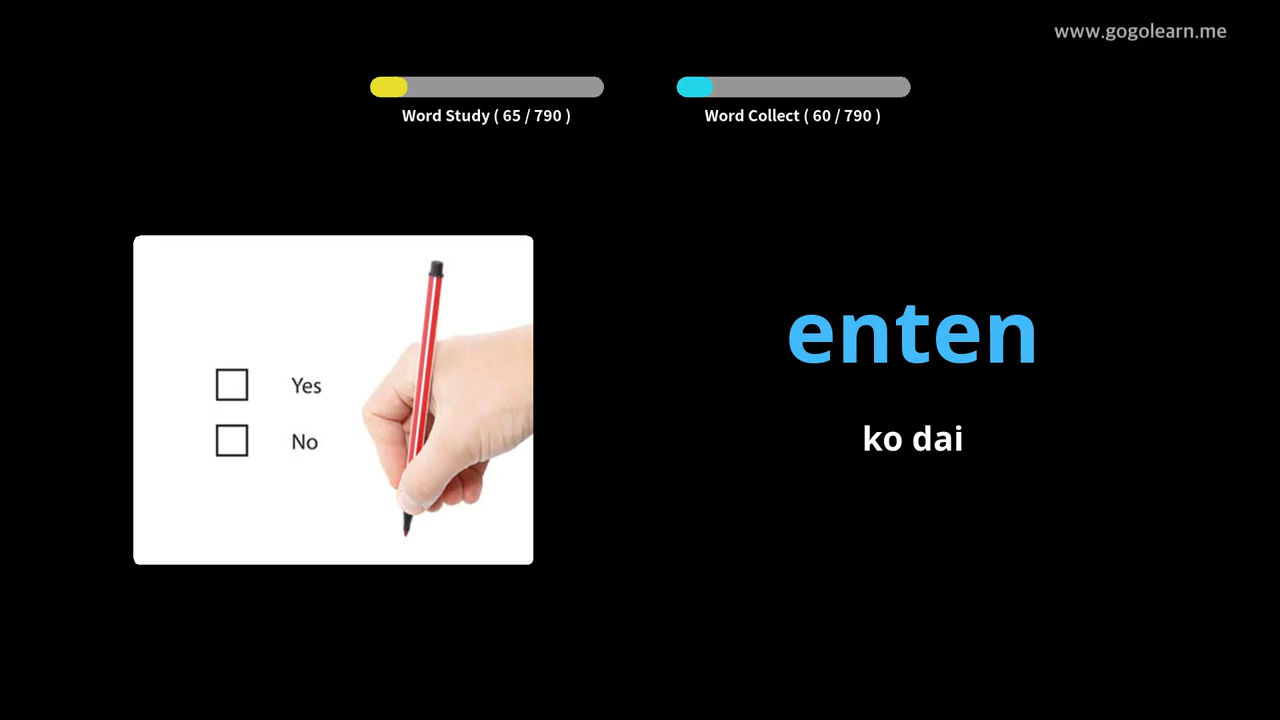 www.gogolearn.me
Word Study ( 65 / 790 )
Word Collect ( 60 / 790 )
Yes
No
enten
ko dai